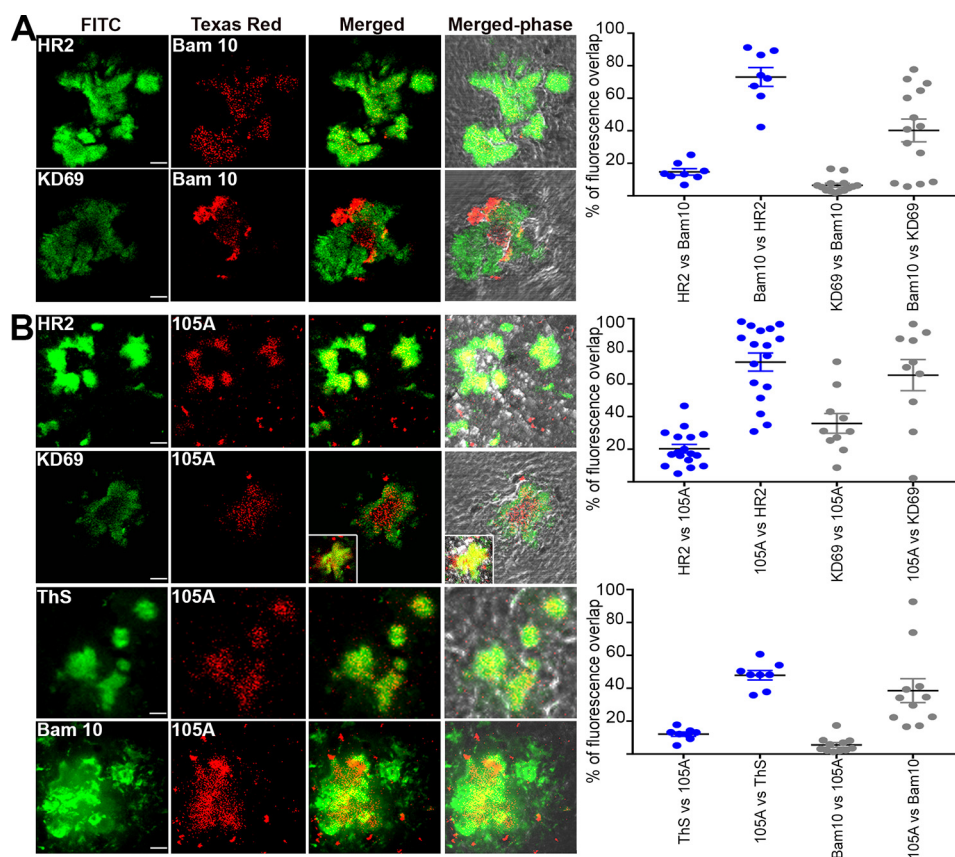 A
FITC Texas Red Merged Merged-phase
HR2 Bam 10
KD69 Bam 10
B
HR2 105A
KD69 105A
ThS 105A
Bam 10 105A
% of fluorescence overlap
100
80
60
40
20
HR2 vs Bam10
Bam10 vs HR2
KD69 vs Bam10
Bam10 vs KD69
% of fluorescence overlap
100
80
60
40
20
HR2 vs 105A
105A vs HR2
KD69 vs 105A
105A vs KD69
% of fluorescence overlap
100
80
60
40
20
ThS vs 105A
105A vs ThS
Bam10 vs 105A
105A vs Bam10